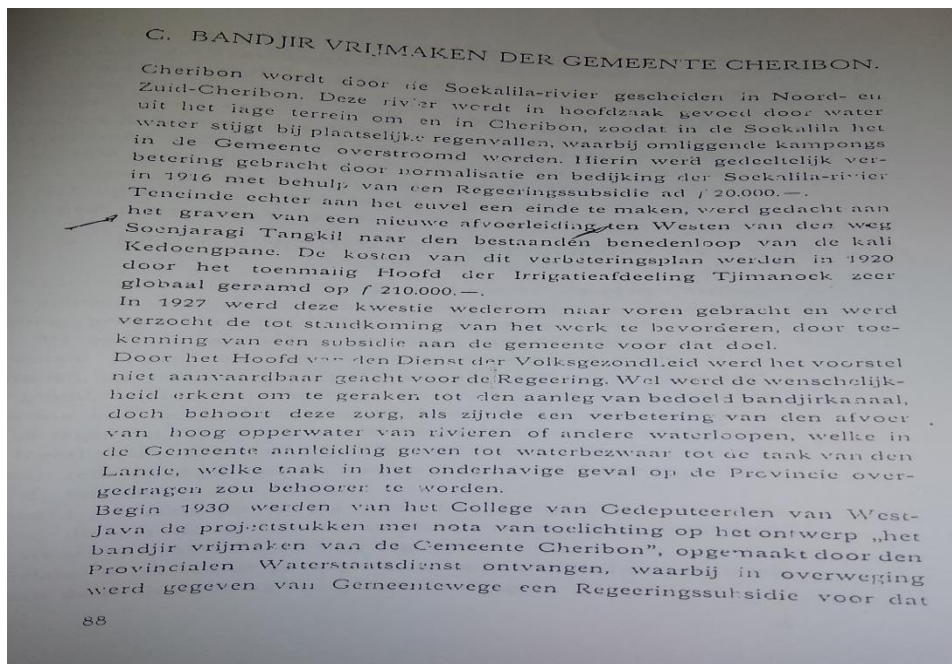 C. BANDJIR VRIJMAKEN DER GEMEENTE CHERIBON.
Cheribon wordt door de Soekalila-rivier gescheiden in Noord- en
Zuid-Cheribon. Deze rivier wordt in hoofdzaak gevoed door water
uit het lage terrein om en in Cheribon, zoodat in de Soekalila het
water stijgt bij plaatselijke regenvallen, waarbij omliggende kampongs
in de Gemeente overstroomd worden. Hierin werd gedeeltelijk ver-
betering gebracht door normalisatie en bedijking der Soekalila-rivier
in 1916 met behulp van een Regeeringssubsidie ad ƒ 20.000.—.
Teneinde echter aan het euvel een einde te maken, werd gedacht aan
het graven van een nieuwe afvoerleiding ten Westen van den weg
Soenjaragi Tangkil naar den bestaanden benedenloop van de kali
Kedoengpane. De kosten van dit verbeteringsplan werden in 1920
door het toenmalig Hoofd der Irrigatieafdeeling Tjimanoek zeer
globaal geraamd op ƒ 210.000.—.
In 1927 werd deze kwestie wederom naar voren gebracht en werd
verzocht de tot standkoming van het werk te bevorderen, door toe-
kenning van een subsidie aan de gemeente voor dat doel.
Door het Hoofd van den Dienst der Volksgezondheid werd het voorstel
niet aanvaardbaar geacht voor de Regeering. Wel werd de wenschelijk-
heid erkent om te geraken tot den aanleg van bedoeld bandjirkanaal,
doch behoort deze zorg, als zijnde een verbetering van den afvoer
van hoog opperwater van rivieren of andere waterloopen, welke in
de Gemeente aanleiding geven tot waterbezwaar tot de taak van den
Lande, welke taak in het onderhavige geval op de Provincie over-
gedragen zou behooren te worden.
Begin 1930 werden van het College van Gedeputeerden van West-
Java de projectstukken met nota van toelichting op het ontwerp „het
bandjir vrijmaken van de Gemeente Cheribon”, opgemaakt door den
Provincialen Waterstaatsdienst ontvangen, waarbij in overweging
werd gegeven van Gemeentewege een Regeeringssubsidie voor dat
88